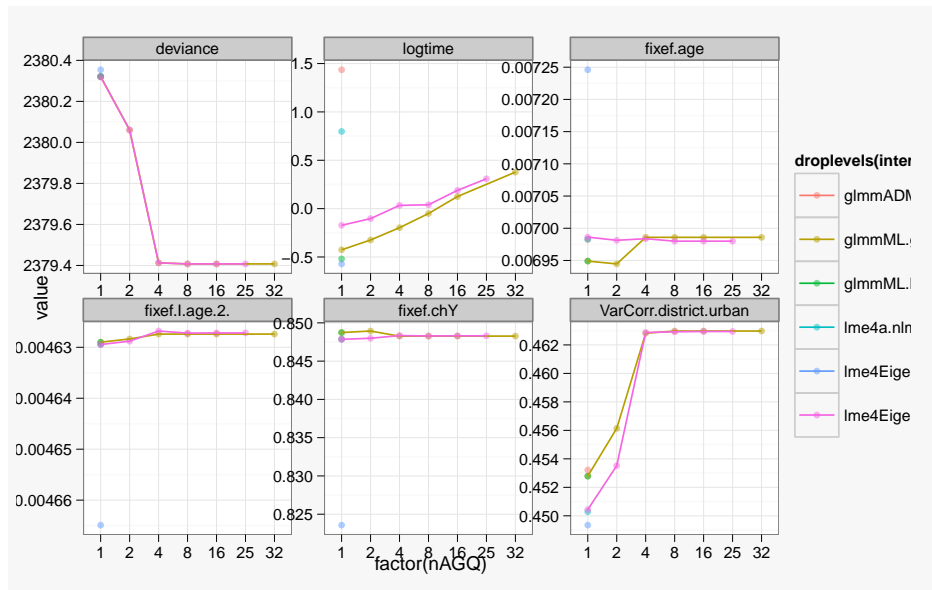 deviance
logtime
fixef.age
2380.4
2380.2
2380.0
2379.8
2379.6
2379.4
1.5
1.0
0.5
0.0
−0.5
0.00725
0.00720
0.00715
0.00710
0.00705
0.00700
0.00695
1 2 4 8 16 25 32
1 2 4 8 16 25 32
1 2 4 8 16 25 32
value
fixef.I.age.2.
fixef.chY
VarCorr.district.urban
0.00463
0.00464
0.00465
0.00466
0.850
0.845
0.840
0.835
0.830
0.825
0.462
0.460
0.458
0.456
0.454
0.452
0.450
1 2 4 8 16 25 32
1 2 4 8 16 25 32
1 2 4 8 16 25 32
factor(nAGQ)
droplevels(inter
glmmADM
glmmML.
glmmML.
lme4a.nlm
lme4Eige
lme4Eige